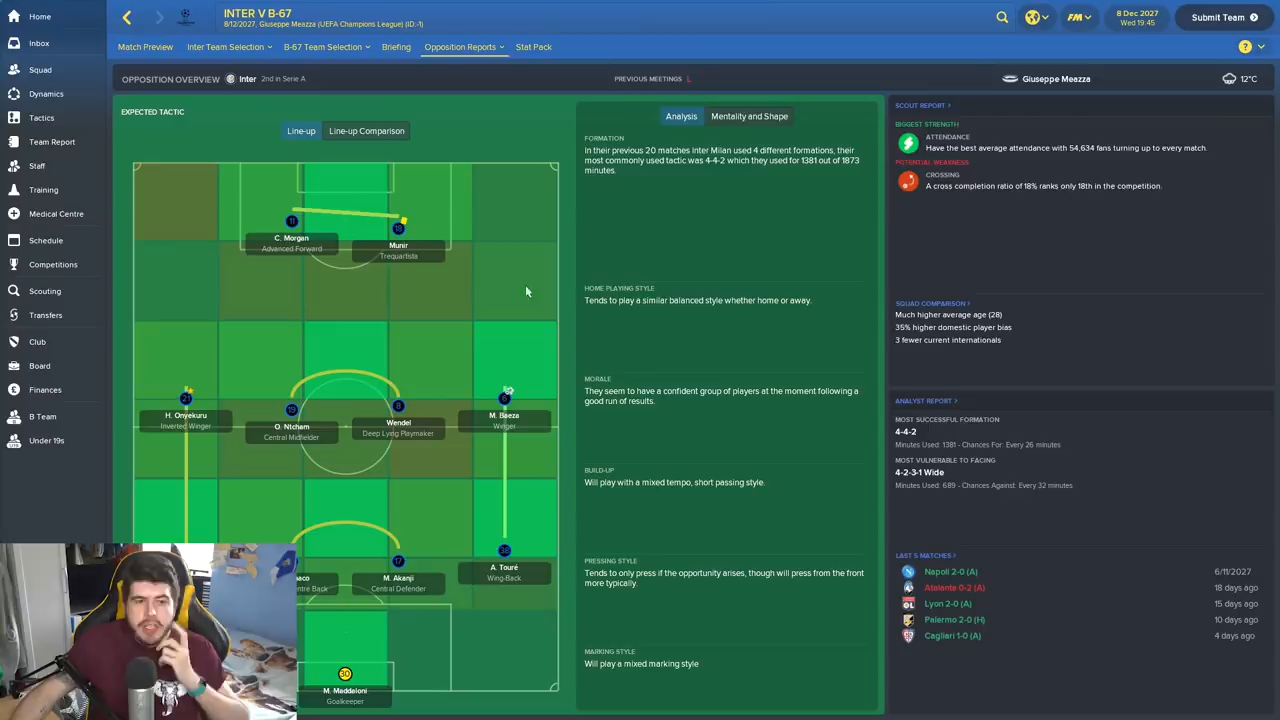 Home
Inbox
Squad
Dynamics
Tactics
Team Report
Staff
Training
Medical Centre
Schedule
Competitions
Scouting
Transfers
Club
Board
Finances
B Team
Under 19s
INTER V B-67
8/12/2027, Giuseppe Meazza (UEFA Champions League) (ID:-1)
FM
8 Dec 2027
Wed 19:45
Submit Team
Match Preview
Inter Team Selection
B-67 Team Selection
Briefing
Opposition Reports
Stat Pack
?
OPPOSITION OVERVIEW
Inter
2nd in Serie A
PREVIOUS MEETINGS
L
Giuseppe Meazza
12°C
EXPECTED TACTIC
Line-up
Line-up Comparison
11
C. Morgan
Advanced Forward
18
Munir
Trequartista
21
H. Onyekuru
Inverted Winger
19
O. Ntcham
Central Midfielder
8
Wendel
Deep Lying Playmaker
6
M. Baeza
Winger
17
M. Akanji
Central Defender
38
A. Touré
Wing-Back
30
M. Maddaloni
Goalkeeper
Analysis
Mentality and Shape
FORMATION
In their previous 20 matches Inter Milan used 4 different formations, their
most commonly used tactic was 4-4-2 which they used for 1381 out of 1873
minutes.
HOME PLAYING STYLE
Tends to play a similar balanced style whether home or away.
MORALE
They seem to have a confident group of players at the moment following a
good run of results.
BUILD-UP
Will play with a mixed tempo, short passing style.
PRESSING STYLE
Tends to only press if the opportunity arises, though will press from the front
more typically.
MARKING STYLE
Will play a mixed marking style
SCOUT REPORT >
BIGGEST STRENGTH
ATTENDANCE
Have the best average attendance with 54,634 fans turning up to every match.
POTENTIAL WEAKNESS
CROSSING
A cross completion ratio of 18% ranks only 18th in the competition.
SQUAD COMPARISON >
Much higher average age (28)
35% higher domestic player bias
3 fewer current internationals
ANALYST REPORT >
MOST SUCCESSFUL FORMATION
4-4-2
Minutes Used: 1381 - Chances For: Every 26 minutes
MOST VULNERABLE TO FACING
4-2-3-1 Wide
Minutes Used: 689 - Chances Against: Every 32 minutes
LAST 5 MATCHES >
Napoli 2-0 (A)
6/11/2027
Atalanta 0-2 (A)
18 days ago
Lyon 2-0 (A)
15 days ago
Palermo 2-0 (H)
10 days ago
Cagliari 1-0 (A)
4 days ago